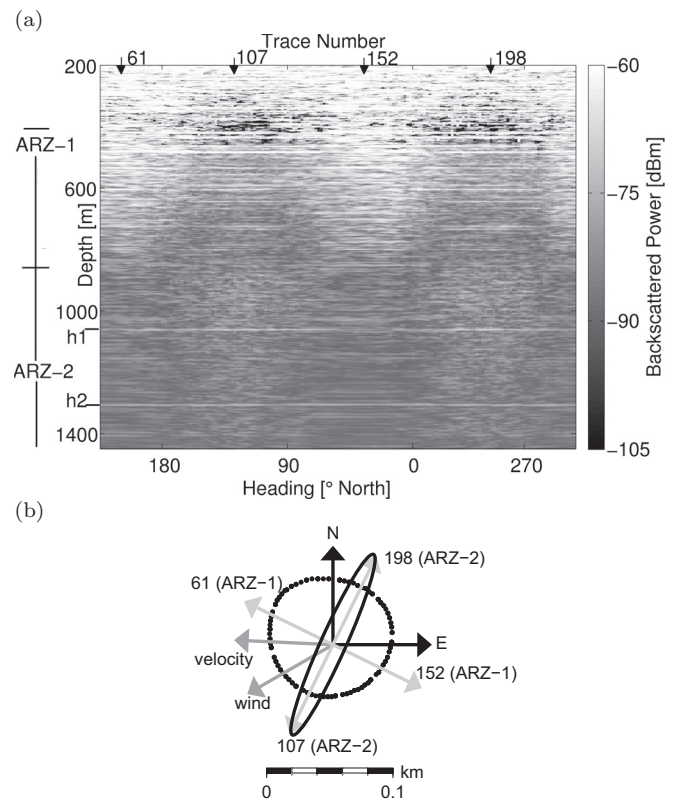 (a)
Trace Number
61 107 152 198
200
600
1000
1400
Depth [m]
ARZ–1
ARZ–2
h1
h2
180 90 0 270
Heading [° North]
−60
−75
−90
−105
Backscattered Power [dBm]
(b)
N
198 (ARZ−2)
61 (ARZ−1)
E
velocity
152 (ARZ−1)
wind
107 (ARZ−2)
km
0 0.1